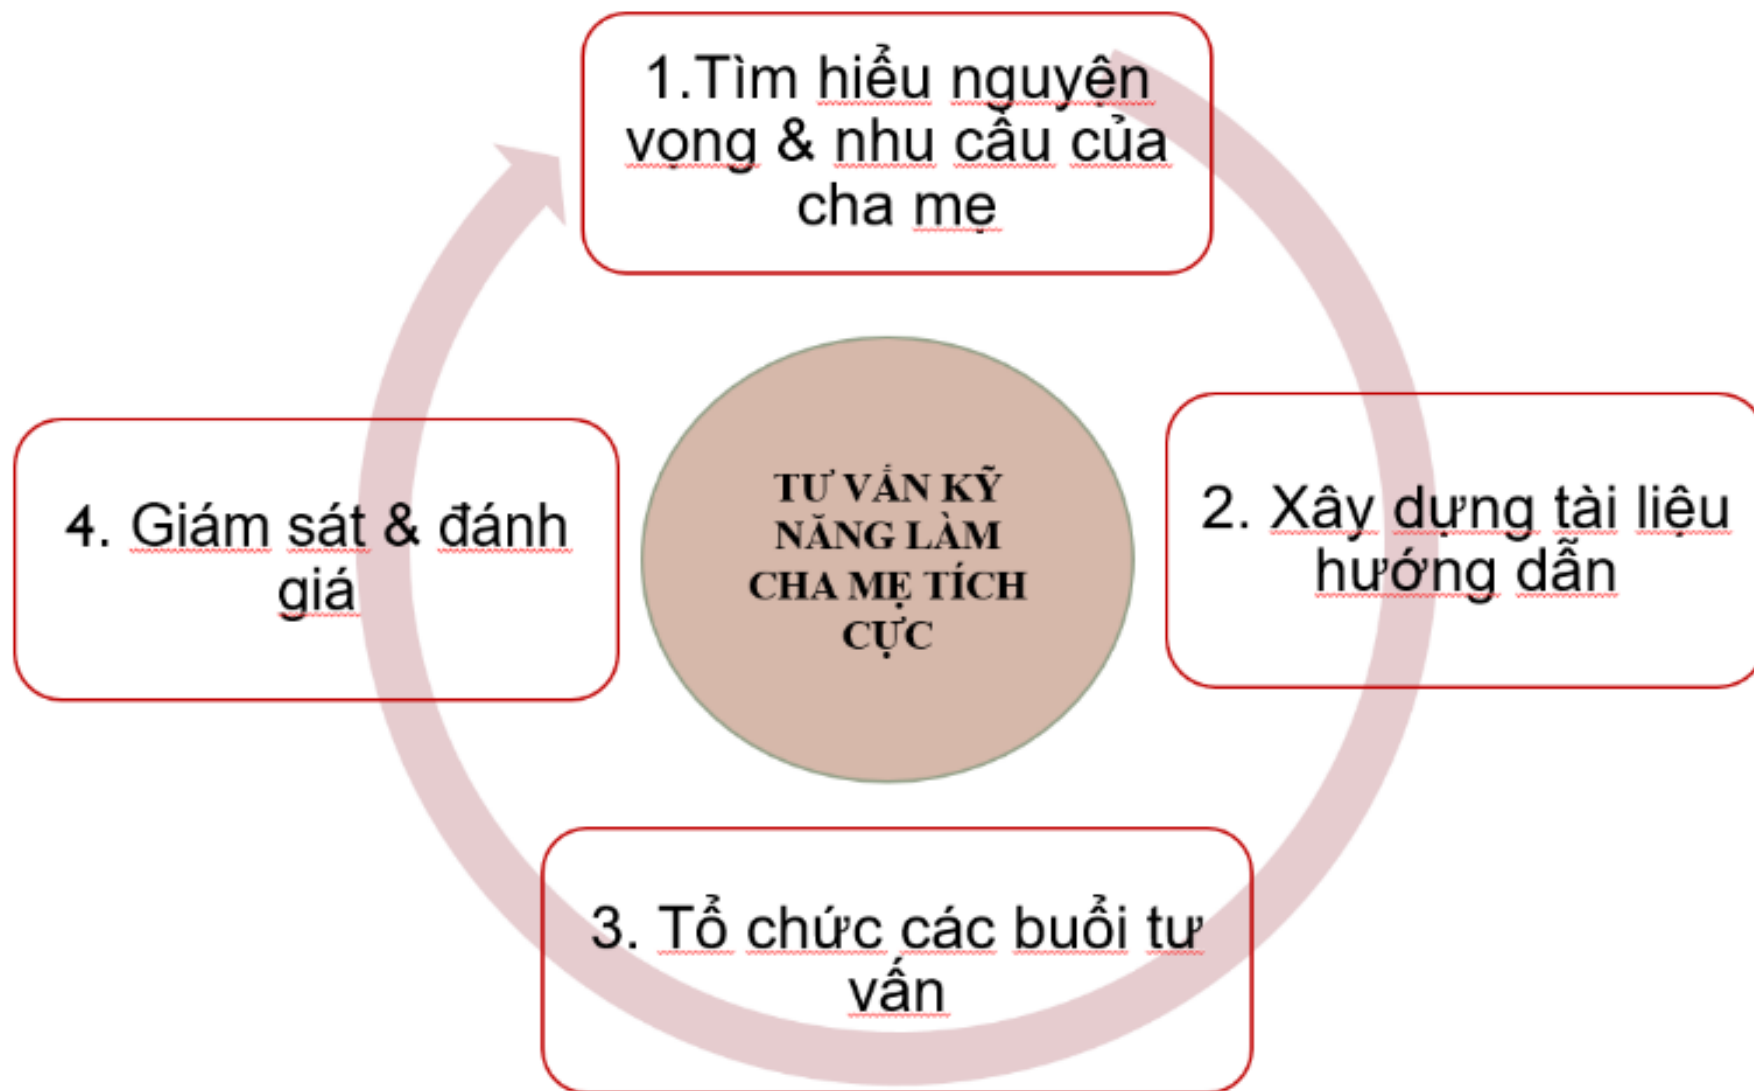 1.Tìm hiểu nguyện
vọng & nhu cầu của
cha mẹ
2. Xây dựng tài liệu
hướng dẫn
3. Tổ chức các buổi tư
vấn
4. Giám sát & đánh
giá
TƯ VẤN KỸ
NĂNG LÀM
CHA MẸ TÍCH
CỰC